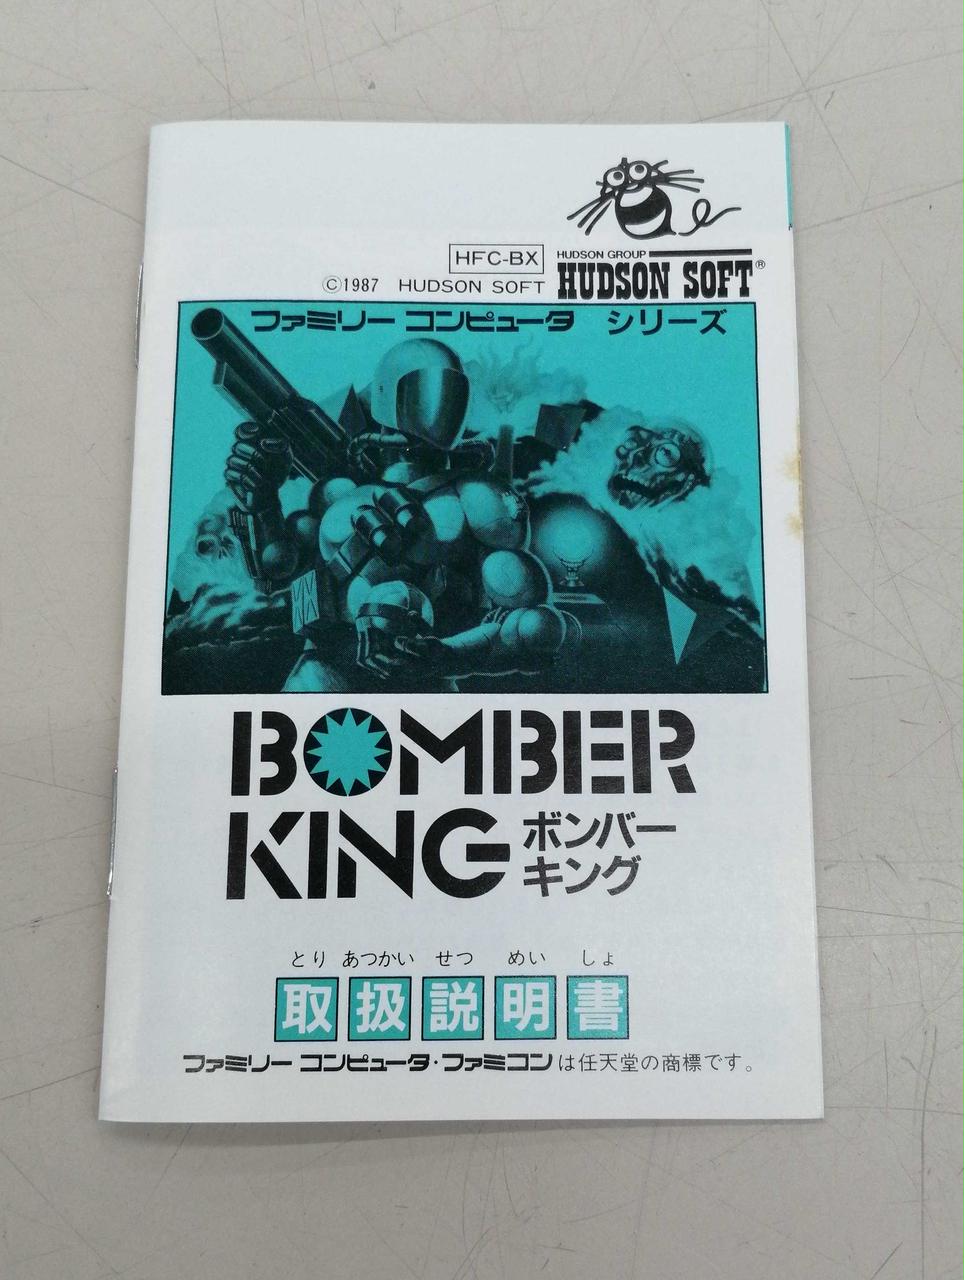 HUDSON GROUP
HFC-BX
HUDSON SOFT®
©1987 HUDSON SOFT
ファミリー コンピュータ シリーズ
BOMBER
KING
ボンバー
キング
とり あつかい せつ めい しょ
取扱説明書
ファミリー コンピュータ・ファミコンは任天堂の商標です。